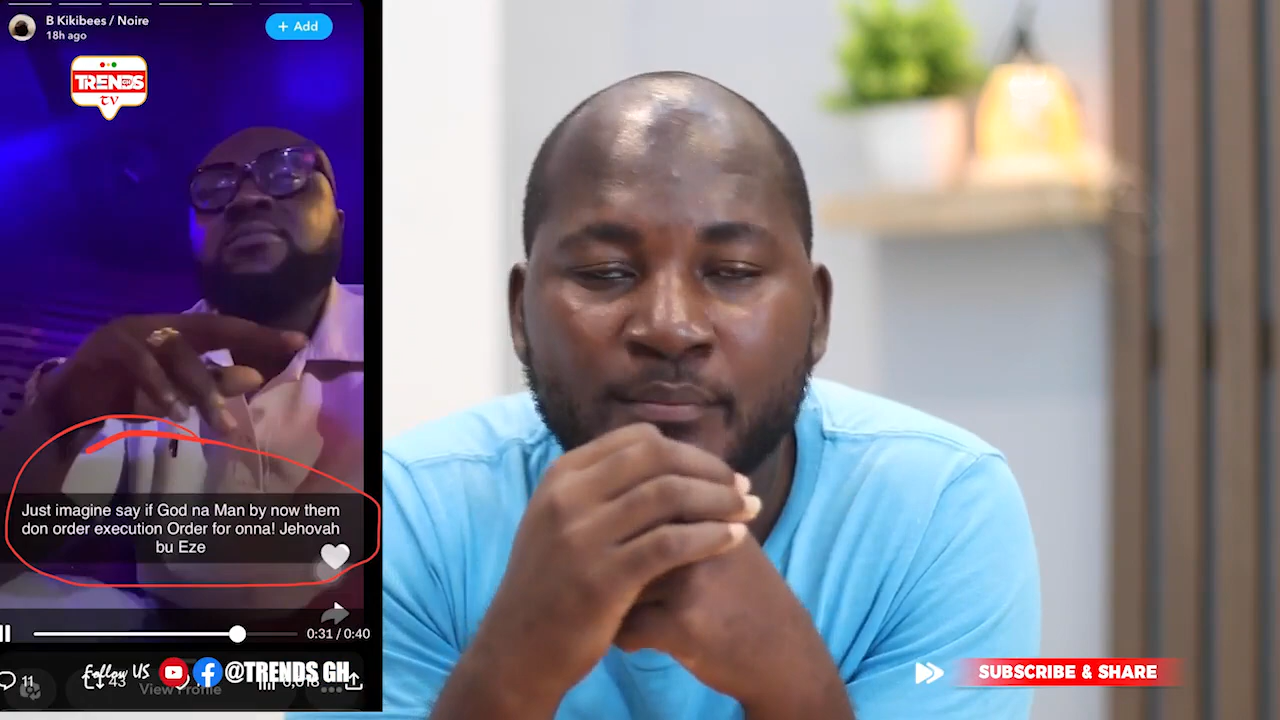 B Kikibees / Noire
18h ago
+ Add
TRENDS
TV
Just imagine say if God na Man by now them
don order execution Order for onna! Jehovah
bu Eze
0:31 / 0:40
Follow US @TRENDS GH
11
43
View Profile
SUBSCRIBE & SHARE